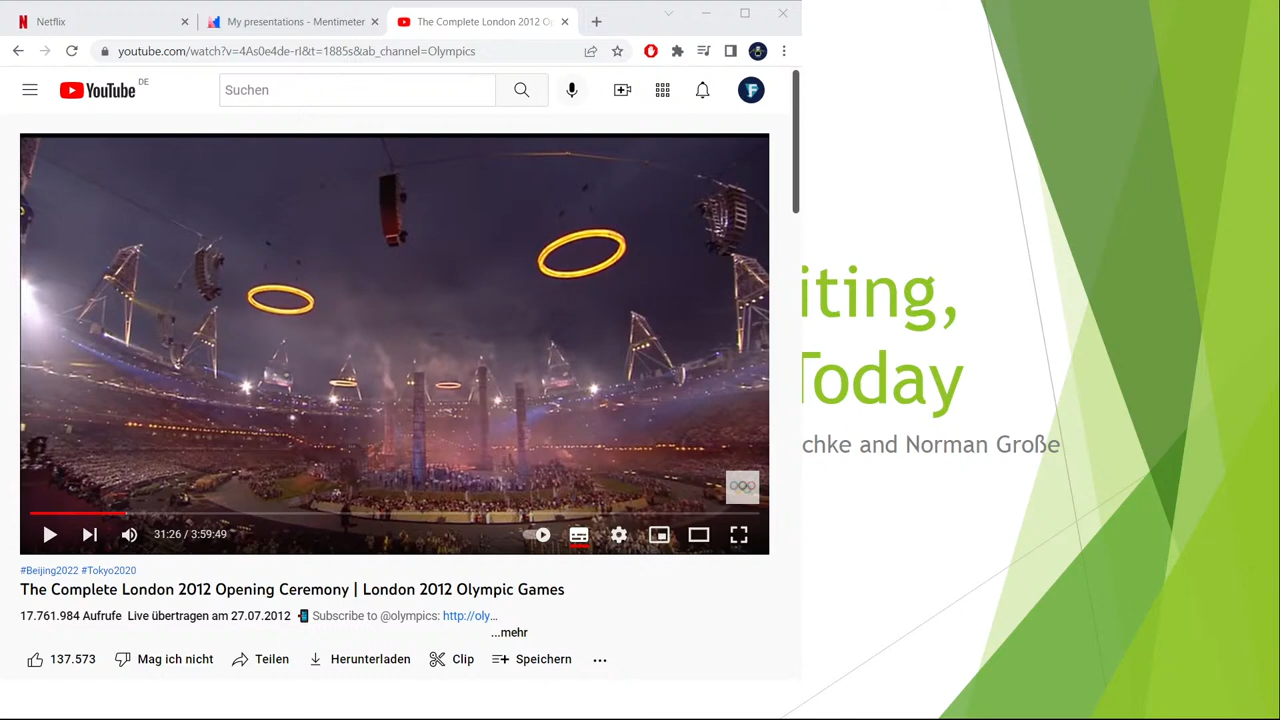 Netflix
My presentations - Mentimeter
The Complete London 2012 O
youtube.com/watch?v=4As0e4de-rI&t=1885s&ab_channel=Olympics
YouTube DE
Suchen
31:26 / 3:59:49
#Beijing2022 #Tokyo2020
The Complete London 2012 Opening Ceremony | London 2012 Olympic Games
17.761.984 Aufrufe Live übertragen am 27.07.2012 Subscribe to @olympics: http://oly...
...mehr
137.573 Mag ich nicht Teilen Herunterladen Clip Speichern
iting,
Today
chke and Norman Große